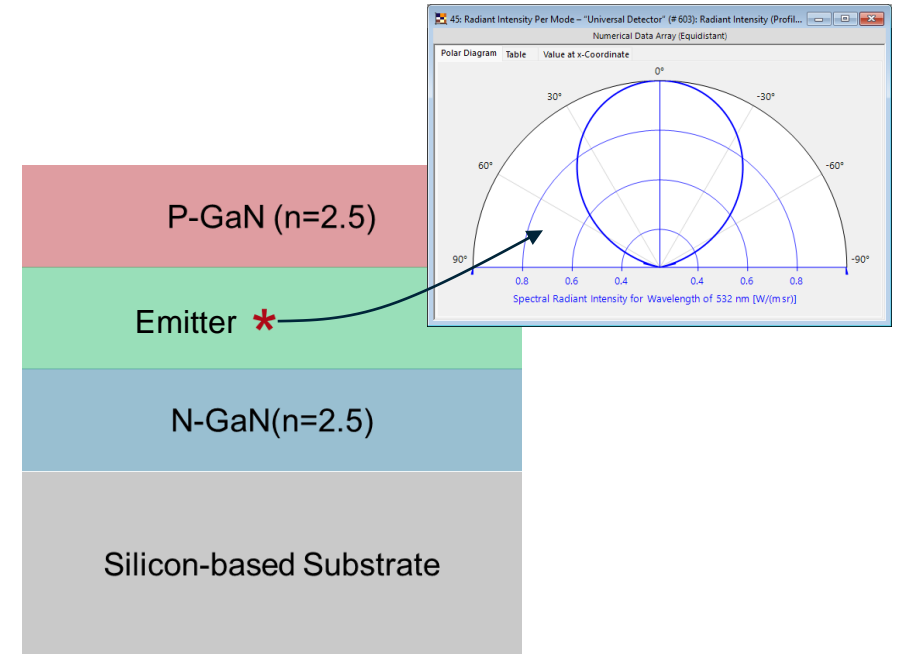 45: Radiant Intensity Per Mode – "Universal Detector" (# 603): Radiant Intensity (Profil...
Numerical Data Array (Equidistant)
Polar Diagram Table Value at x-Coordinate
0°
30° -30°
60° -60°
90° -90°
0.8 0.6 0.4 0.4 0.6 0.8
Spectral Radiant Intensity for Wavelength of 532 nm [W/(m sr)]
P-GaN (n=2.5)
Emitter *
N-GaN(n=2.5)
Silicon-based Substrate